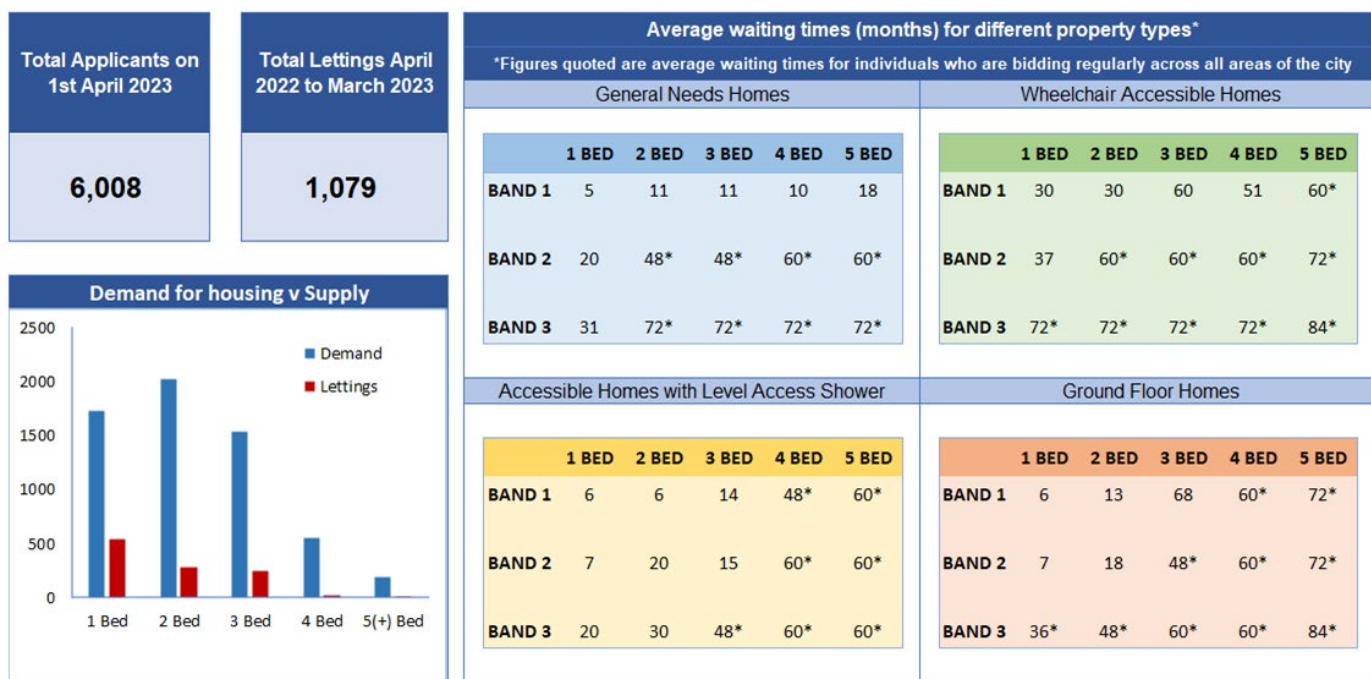 Total Applicants on
1st April 2023
6,008
Total Lettings April
2022 to March 2023
1,079
Demand for housing v Supply
2500
2000
1500
1000
500
0
Demand
Lettings
1 Bed 2 Bed 3 Bed 4 Bed 5(+) Bed
Average waiting times (months) for different property types*
*Figures quoted are average waiting times for individuals who are bidding regularly across all areas of the city
General Needs Homes
1 BED 2 BED 3 BED 4 BED 5 BED
BAND 1 5 11 11 10 18
BAND 2 20 48* 48* 60* 60*
BAND 3 31 72* 72* 72* 72*
Wheelchair Accessible Homes
1 BED 2 BED 3 BED 4 BED 5 BED
BAND 1 30 30 60 51 60*
BAND 2 37 60* 60* 60* 72*
BAND 3 72* 72* 72* 72* 84*
Accessible Homes with Level Access Shower
1 BED 2 BED 3 BED 4 BED 5 BED
BAND 1 6 6 14 48* 60*
BAND 2 7 20 15 60* 60*
BAND 3 20 30 48* 60* 60*
Ground Floor Homes
1 BED 2 BED 3 BED 4 BED 5 BED
BAND 1 6 13 68 60* 72*
BAND 2 7 18 48* 60* 72*
BAND 3 36* 48* 60* 60* 84*